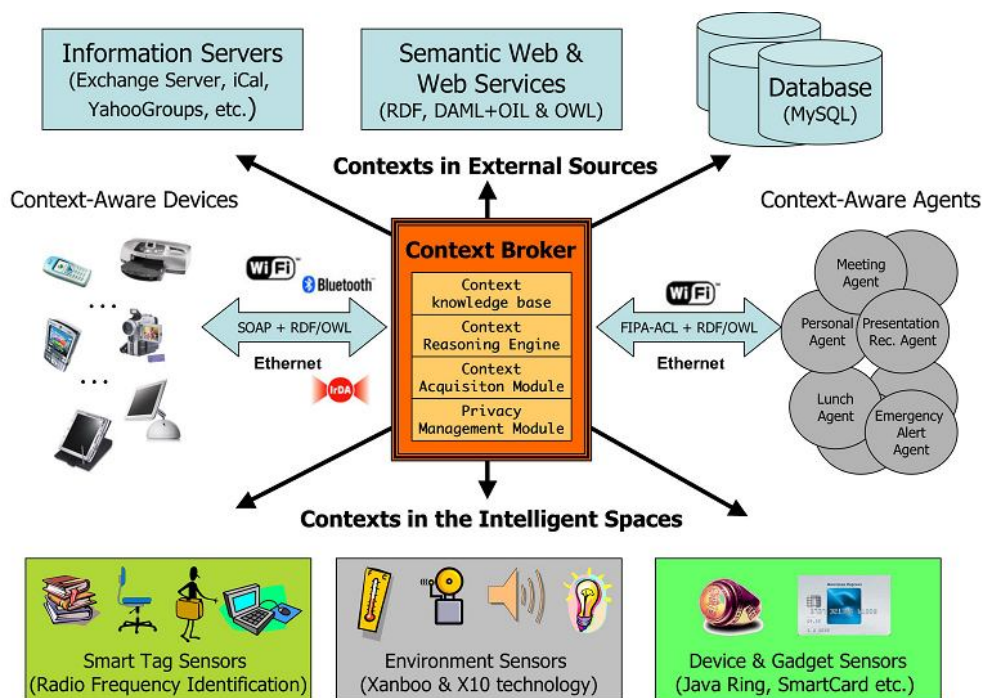 Information Servers
(Exchange Server, iCal,
YahooGroups, etc.)
Semantic Web &
Web Services
(RDF, DAML+OIL & OWL)
Database
(MySQL)
Contexts in External Sources
Context-Aware Devices
Context-Aware Agents
Context Broker
Context
knowledge base
Context
Reasoning Engine
Context
Acquisiton Module
Privacy
Management Module
Wi Fi
Bluetooth
SOAP + RDF/OWL
Ethernet
IrDA
Wi Fi
FIPA-ACL + RDF/OWL
Ethernet
Meeting
Agent
Personal
Agent
Presentation
Rec. Agent
Lunch
Agent
Emergency
Alert
Agent
Contexts in the Intelligent Spaces
Smart Tag Sensors
(Radio Frequency Identification)
Environment Sensors
(Xanboo & X10 technology)
Device & Gadget Sensors
(Java Ring, SmartCard etc.)